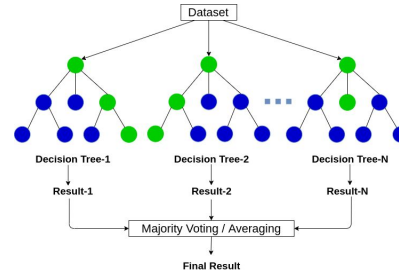 Dataset
Decision Tree-1
Decision Tree-2
Decision Tree-N
Result-1
Result-2
Result-N
Majority Voting / Averaging
Final Result